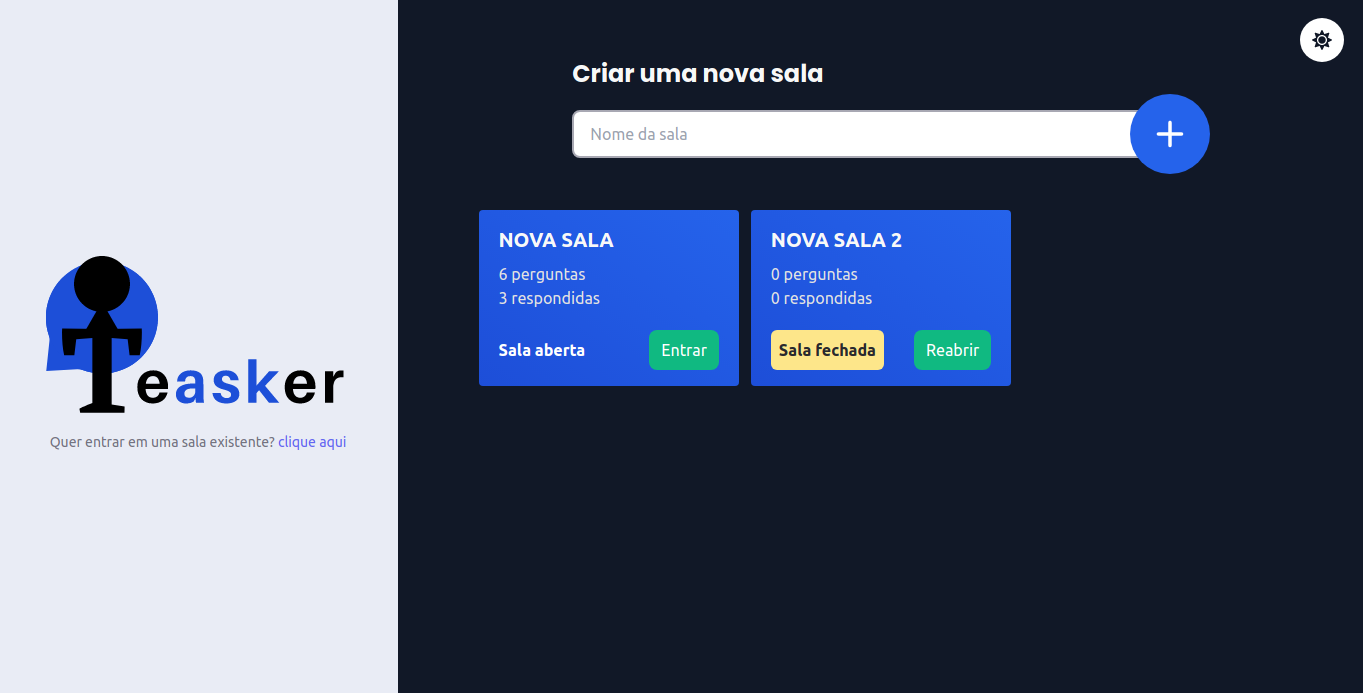 Teasker
Quer entrar em uma sala existente? clique aqui
Criar uma nova sala
Nome da sala
NOVA SALA
6 perguntas
3 respondidas
Sala aberta
Entrar
NOVA SALA 2
0 perguntas
0 respondidas
Sala fechada
Reabrir